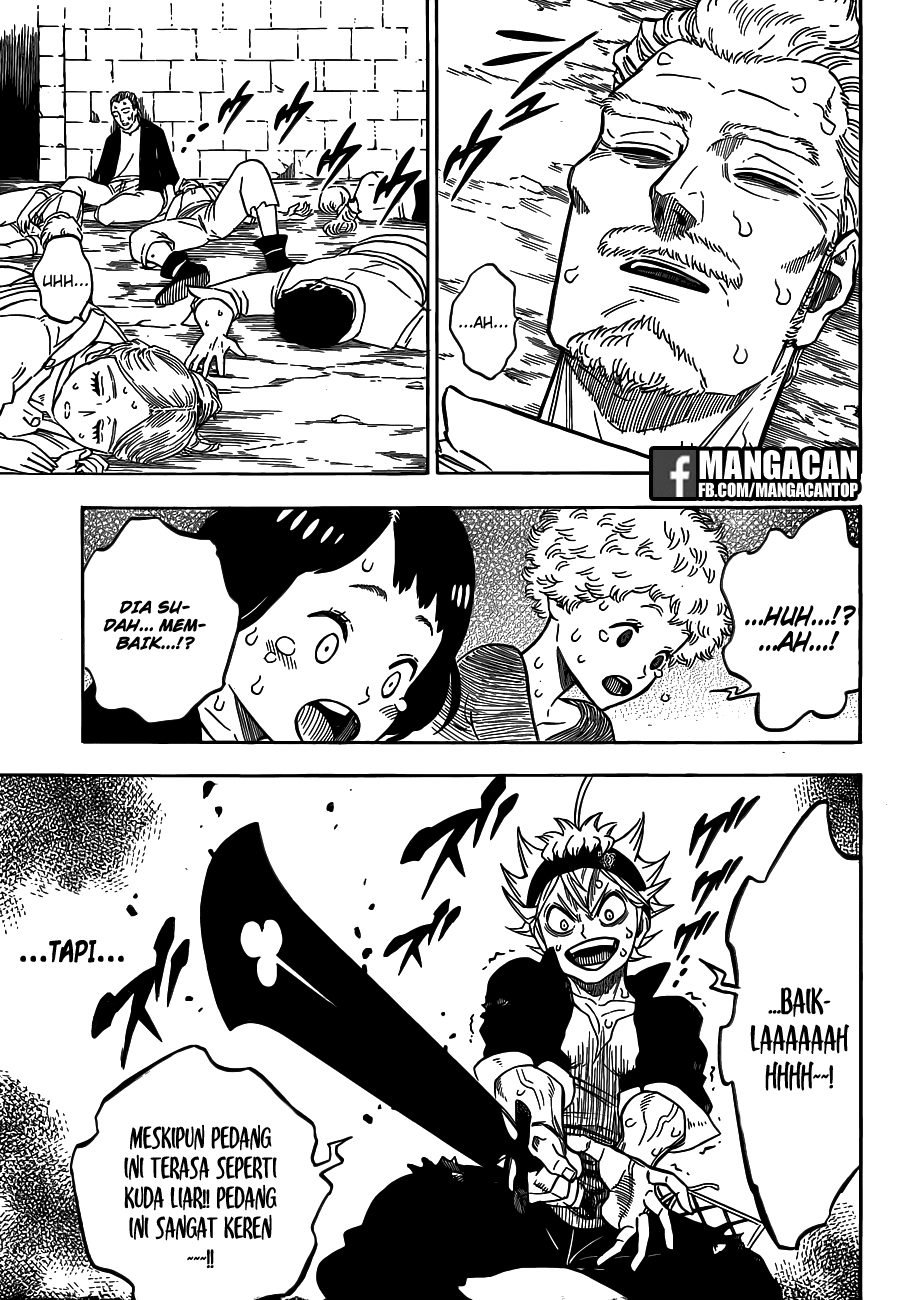 ...AH...
UHH...
MANGACAN
FB.COM/MANGACANTOP
...HUH...!?
...AH...!
DIA SU-
DAH... MEM-
BAIK...!?
...BAIK-
LAAAAAAH
HHHH~~!
...TAPI...
MESKIPUN PEDANG
INI TERASA SEPERTI
KUDA LIAR!! PEDANG
INI SANGAT KEREN
~~~!!